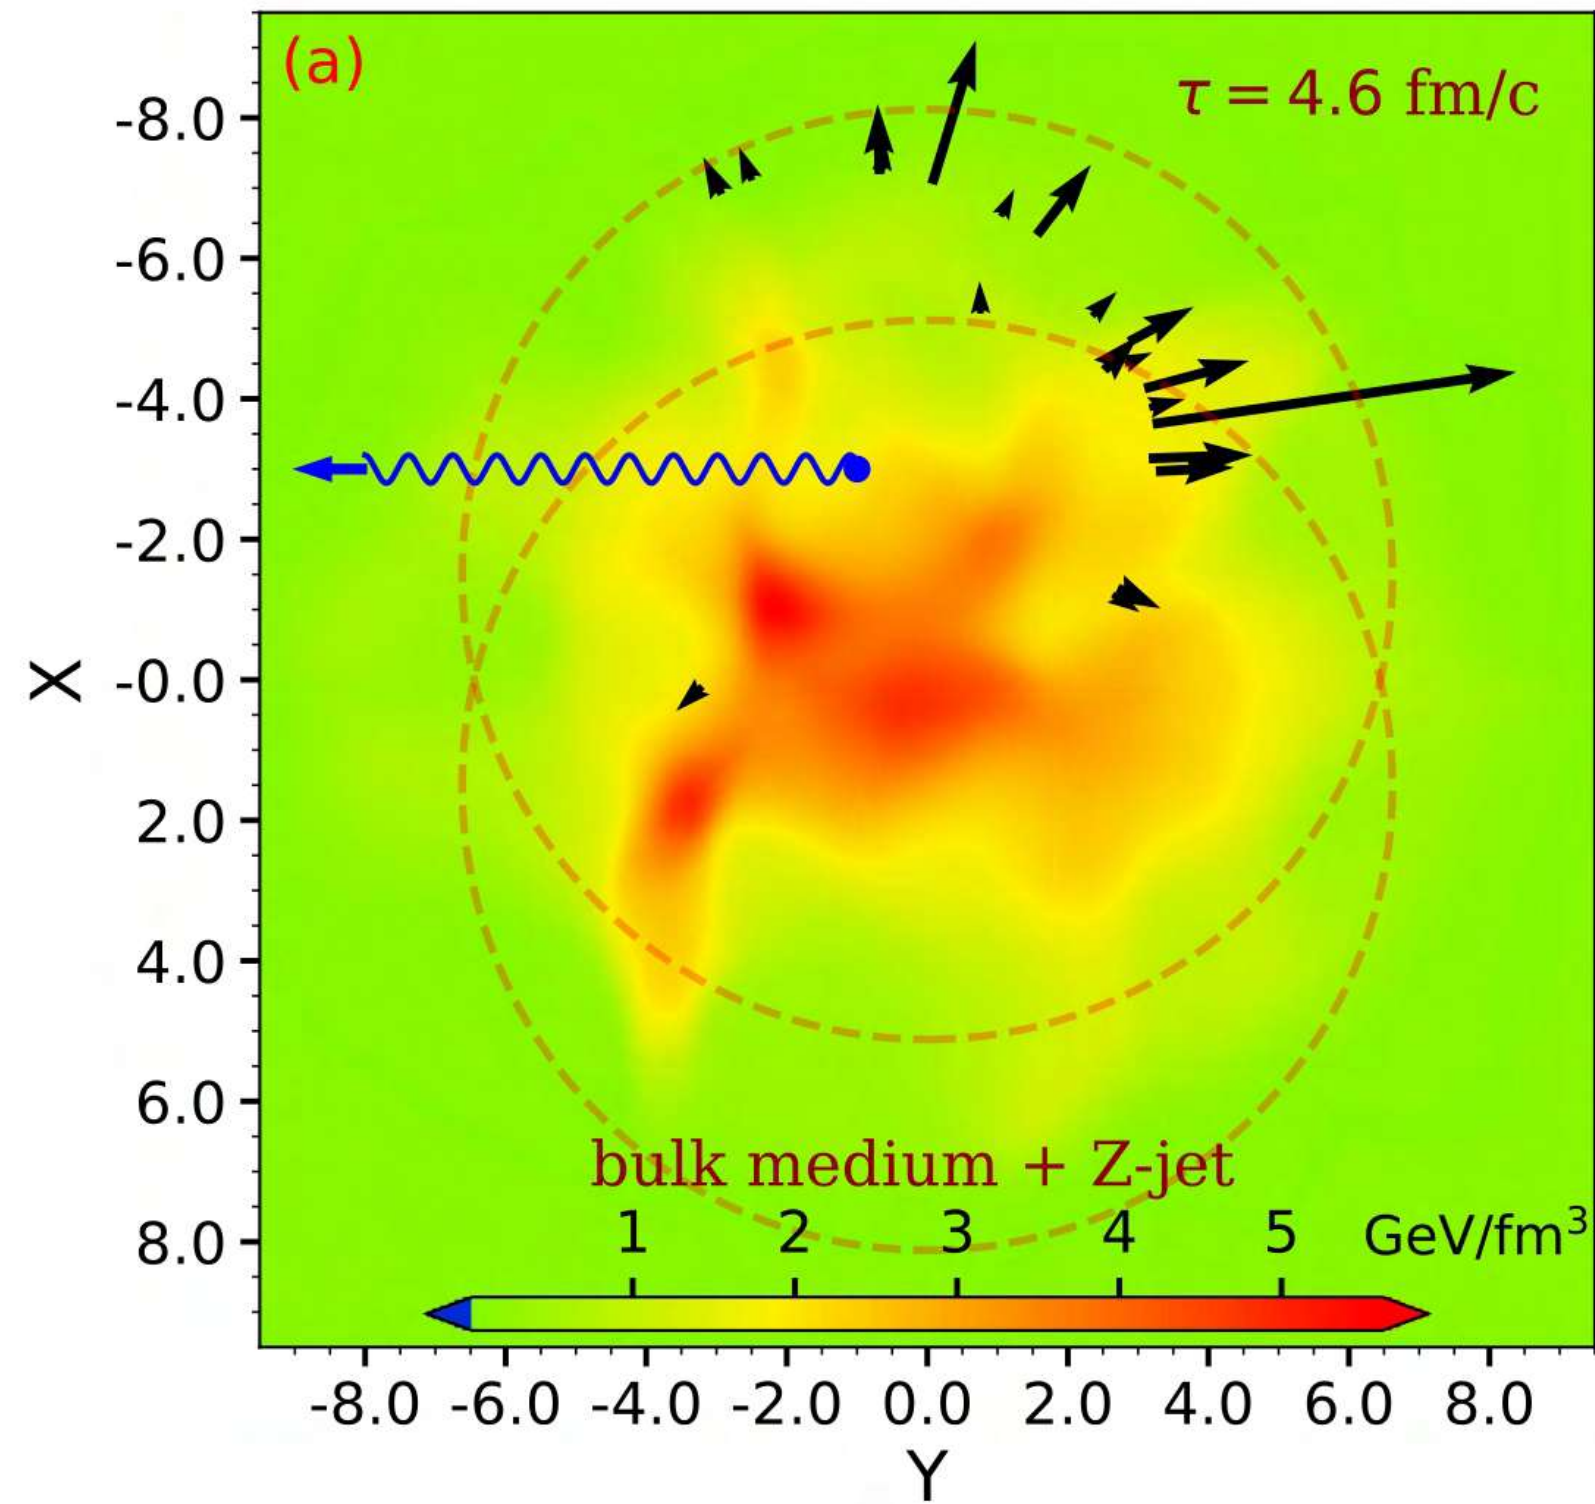 (a)
τ = 4.6 fm/c
-8.0
-6.0
-4.0
-2.0
-0.0
2.0
4.0
6.0
8.0
X
bulk medium + Z-jet
1 2 3 4 5 GeV/fm³
-8.0 -6.0 -4.0 -2.0 0.0 2.0 4.0 6.0 8.0
Y